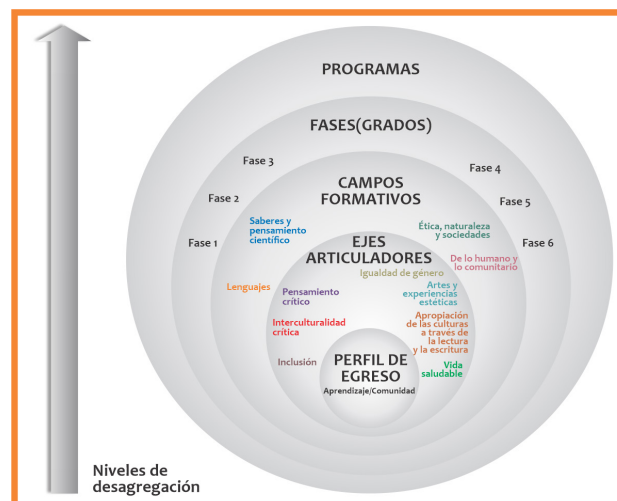 PROGRAMAS
FASES(GRADOS)
Fase 3
Fase 4
CAMPOS
FORMATIVOS
Fase 2
Fase 5
Saberes y
pensamiento
científico
Ética, naturaleza
y sociedades
Fase 1
Fase 6
EJES
ARTICULADORES
De lo humano y
lo comunitario
Igualdad de género
Lenguajes
Pensamiento
crítico
Artes y
experiencias
estéticas
Interculturalidad
crítica
Apropiación
de las culturas
a través de
la lectura
y la escritura
Inclusión
PERFIL DE
EGRESO
Aprendizaje/Comunidad
Vida
saludable
Niveles de
desagregación